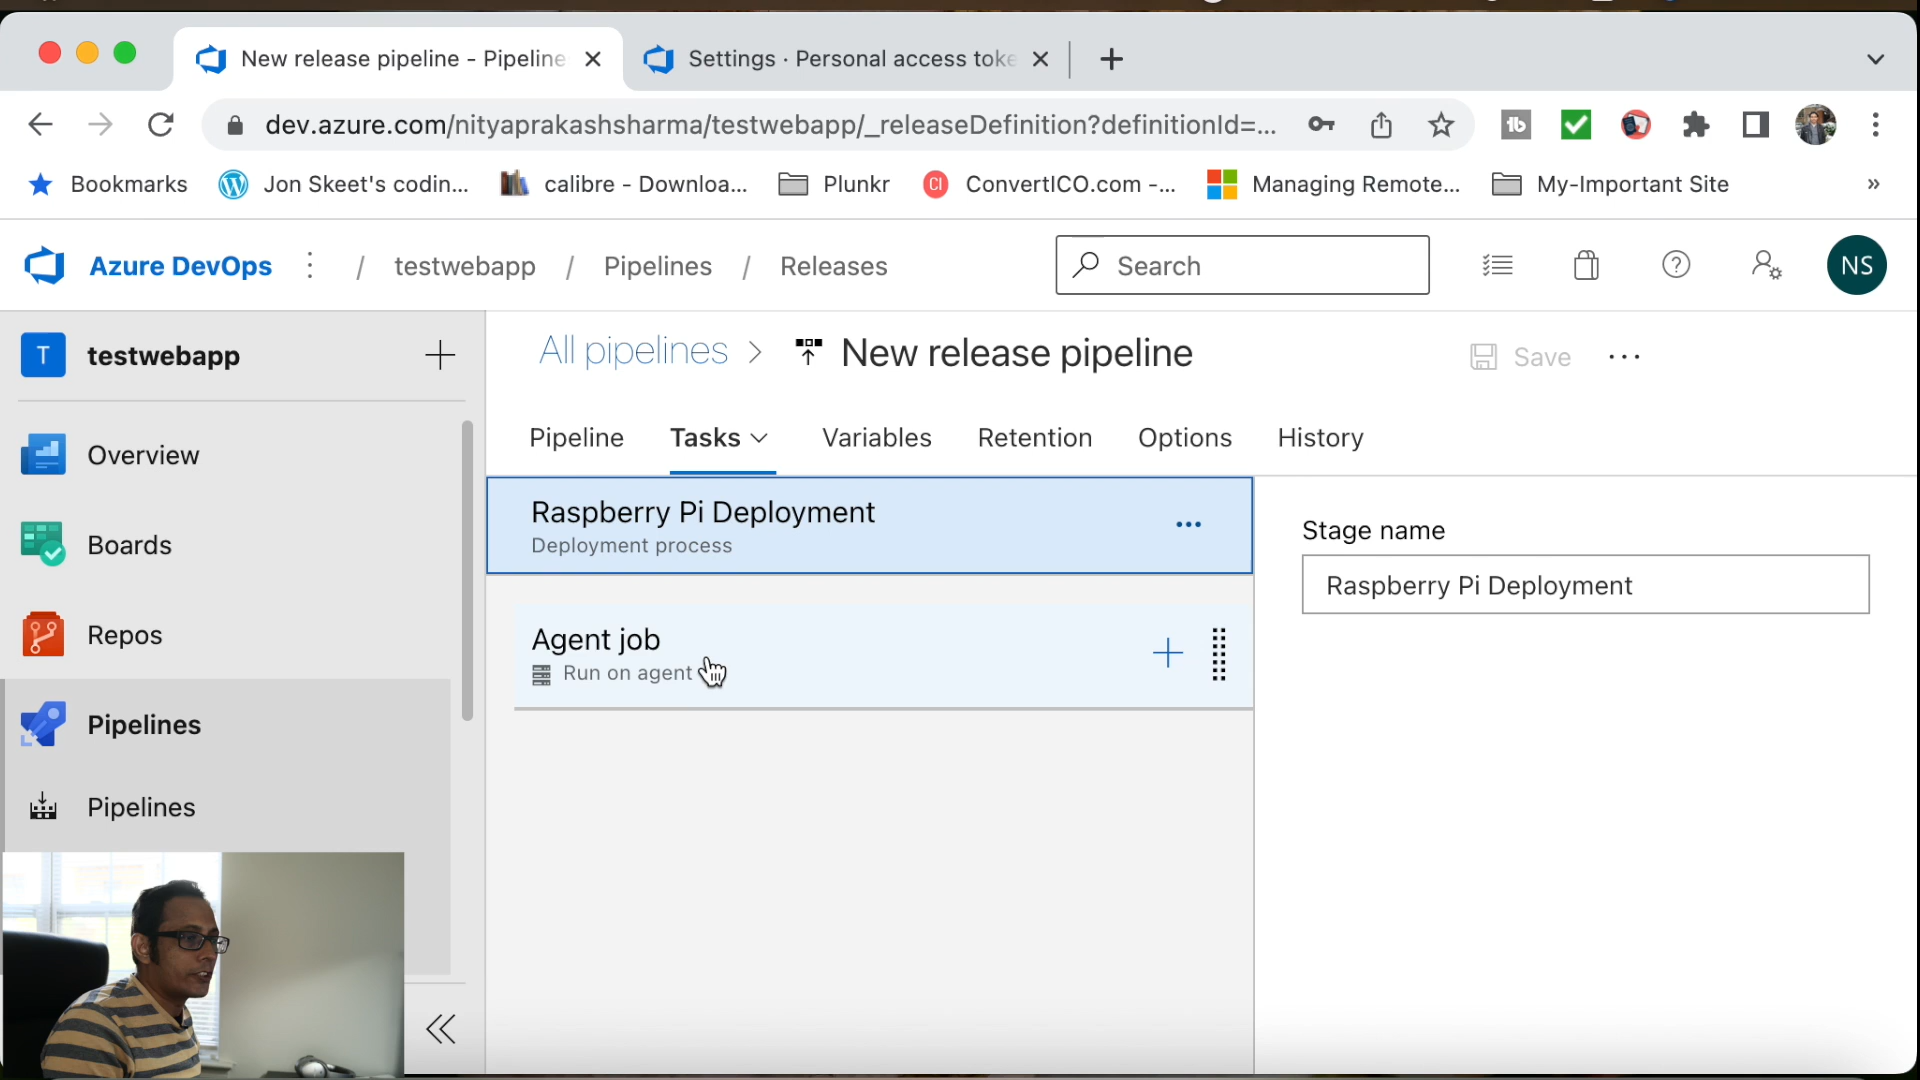 New release pipeline - Pipeline
Settings · Personal access toke
dev.azure.com/nityaprakashsharma/testwebapp/_releaseDefinition?definitionId=...
Bookmarks
Jon Skeet's codin...
calibre - Downloa...
Plunkr
CI
ConvertICO.com -...
Managing Remote...
My-Important Site
»
Azure DevOps
/ testwebapp / Pipelines / Releases
Search
NS
T testwebapp
Overview
Boards
Repos
Pipelines
Pipelines
All pipelines > New release pipeline
Save
Pipeline
Tasks
Variables
Retention
Options
History
Raspberry Pi Deployment
Deployment process
Agent job
Run on agent
Stage name
Raspberry Pi Deployment